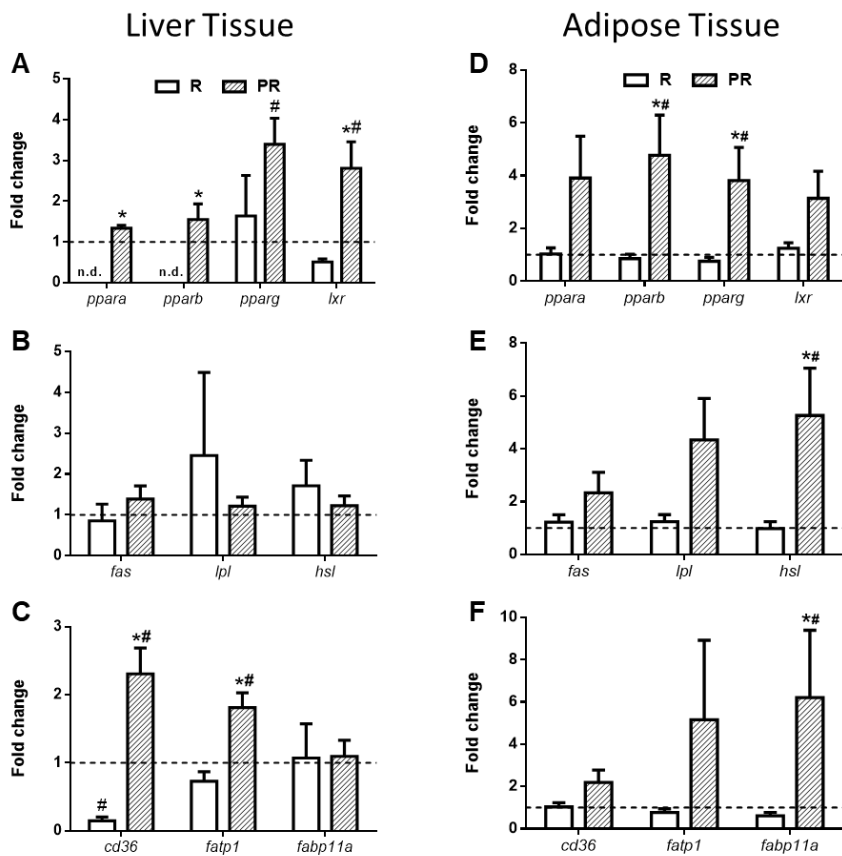 Liver Tissue
A
R PR
Fold change
5
4
3
2
1
0
n.d. * n.d. * # *#
ppara pparb pparg lxr
B
Fold change
5
4
3
2
1
0
fas lpl hsl
C
Fold change
3
2
1
0
# *# *#
cd36 fatp1 fabp11a
Adipose Tissue
D
R PR
Fold change
8
6
4
2
0
*# *#
ppara pparb pparg lxr
E
Fold change
8
6
4
2
0
*#
fas lpl hsl
F
Fold change
10
8
6
4
2
0
*#
cd36 fatp1 fabp11a